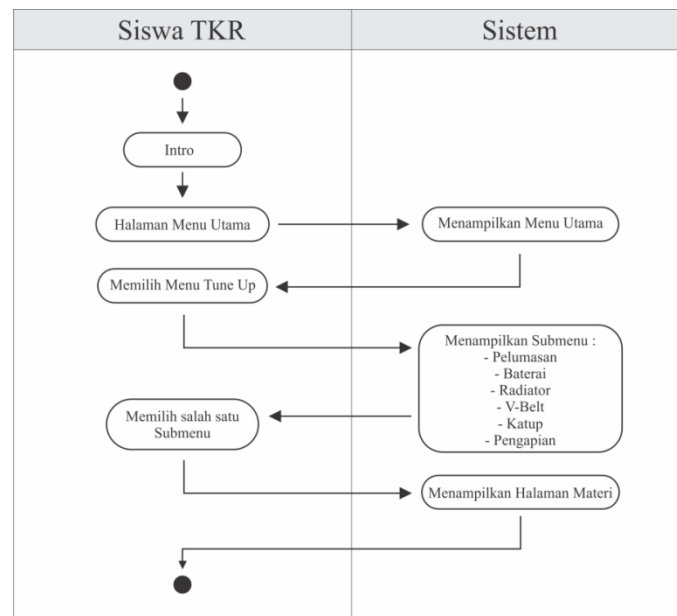 Siswa TKR
Sistem
Intro
Halaman Menu Utama
Menampilkan Menu Utama
Memilih Menu Tune Up
Menampilkan Submenu :
- Pelumasan
- Baterai
- Radiator
- V-Belt
- Katup
- Pengapian
Memilih salah satu
Submenu
Menampilkan Halaman Materi